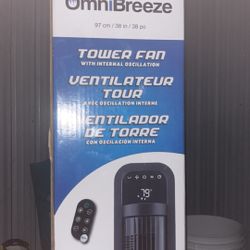 OmniBreeze
97 cm / 38 in / 38 po
TOWER FAN
WITH INTERNAL OSCILLATION
VENTILATEUR
TOUR
AVEC OSCILLATION INTERNE
VENTILADOR
DE TORRE
CON OSCILACIÓN INTERNA
79